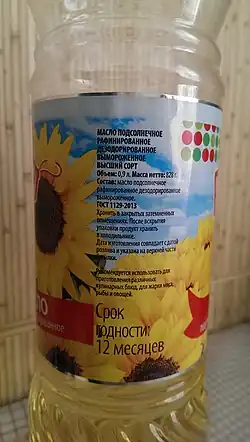 МАСЛО ПОДСОЛНЕЧНОЕ
РАФИНИРОВАННОЕ
ДЕЗОДОРИРОВАННОЕ
ВЫМОРОЖЕННОЕ
ВЫСШИЙ СОРТ
Объем: 0,9 л. Масса нетто: 828 г.
Состав: масло подсолнечное
рафинированное дезодорированное
вымороженное.
ГОСТ 1129-2013
Хранить в закрытых затемненных
помещениях. После вскрытия
упаковки продукт хранить
в холодильнике.
Дата изготовления совпадает с датой
розлива и указана на верхней части
Рекомендуется использовать для
приготовления различных
кулинарных блюд, для жарки мяса,
рыбы и овощей.
Срок
годности:
12 месяцев